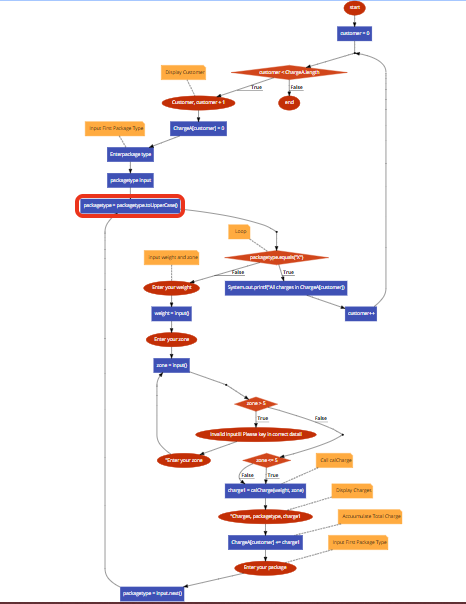 start
customer = 0
customer < ChargeA.length
Display Customer
True
False
Customer, customer + 1
end
Input First Package Type
ChargeA[customer] = 0
Enterpackage type
packagetype input
packagetype = packagetype.toUpperCase()
Loop
Input weight and zone
packagetype.equals("X")
False
True
Enter your weight
System.out.printf("All charges in ChargeA[customer])
weight = Input()
customer++
Enter your zone
zone = Input()
zone > 5
True
False
Invalid Input!! Please key in correct detail
"Enter your zone
zone <= 5
Call calCharge
False
True
charge1 = calCharge(weight, zone)
Display Charges
"Charges, packagetype, charge1
Accumulate Total Charge
ChargeA[customer] += charge1
Input First Package Type
Enter your package
packagetype = Input.next()